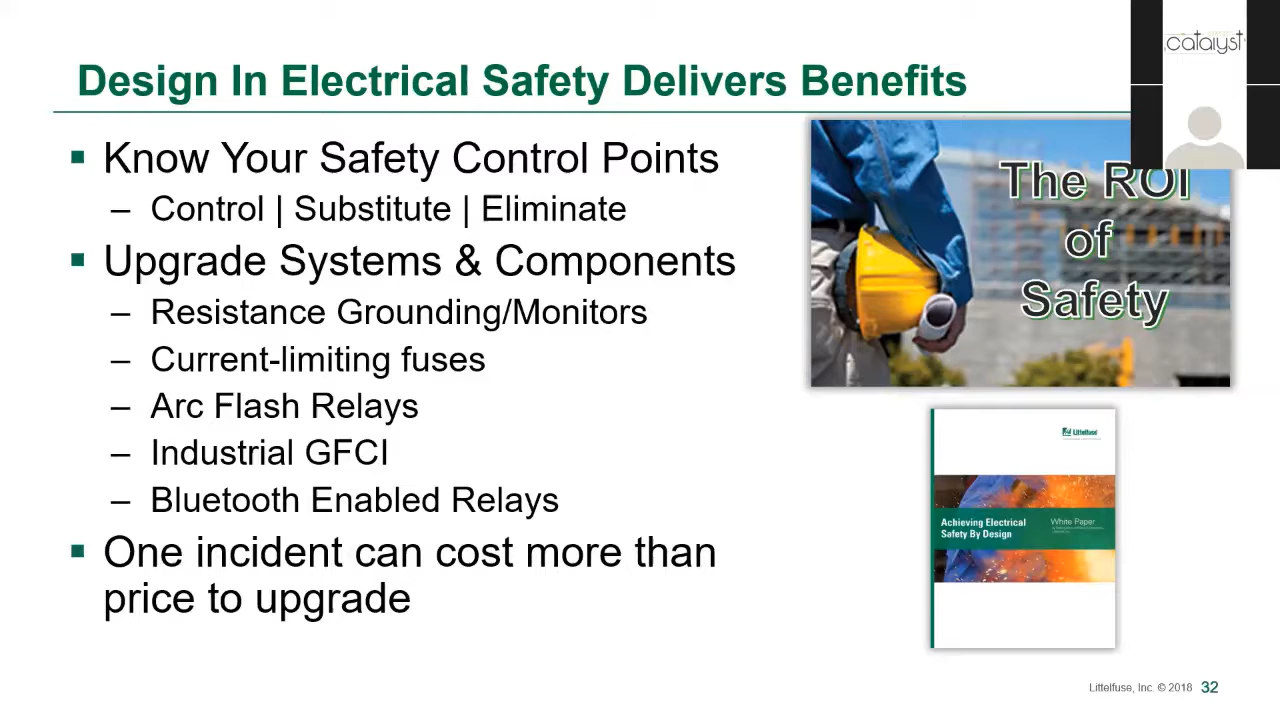 Design In Electrical Safety Delivers Benefits
Know Your Safety Control Points
– Control | Substitute | Eliminate
Upgrade Systems & Components
– Resistance Grounding/Monitors
– Current-limiting fuses
– Arc Flash Relays
– Industrial GFCI
– Bluetooth Enabled Relays
One incident can cost more than
price to upgrade
catalyst
The ROI
of
Safety
Littelfuse
Achieving Electrical
Safety By Design
White Paper
Littelfuse, Inc. © 2018 32